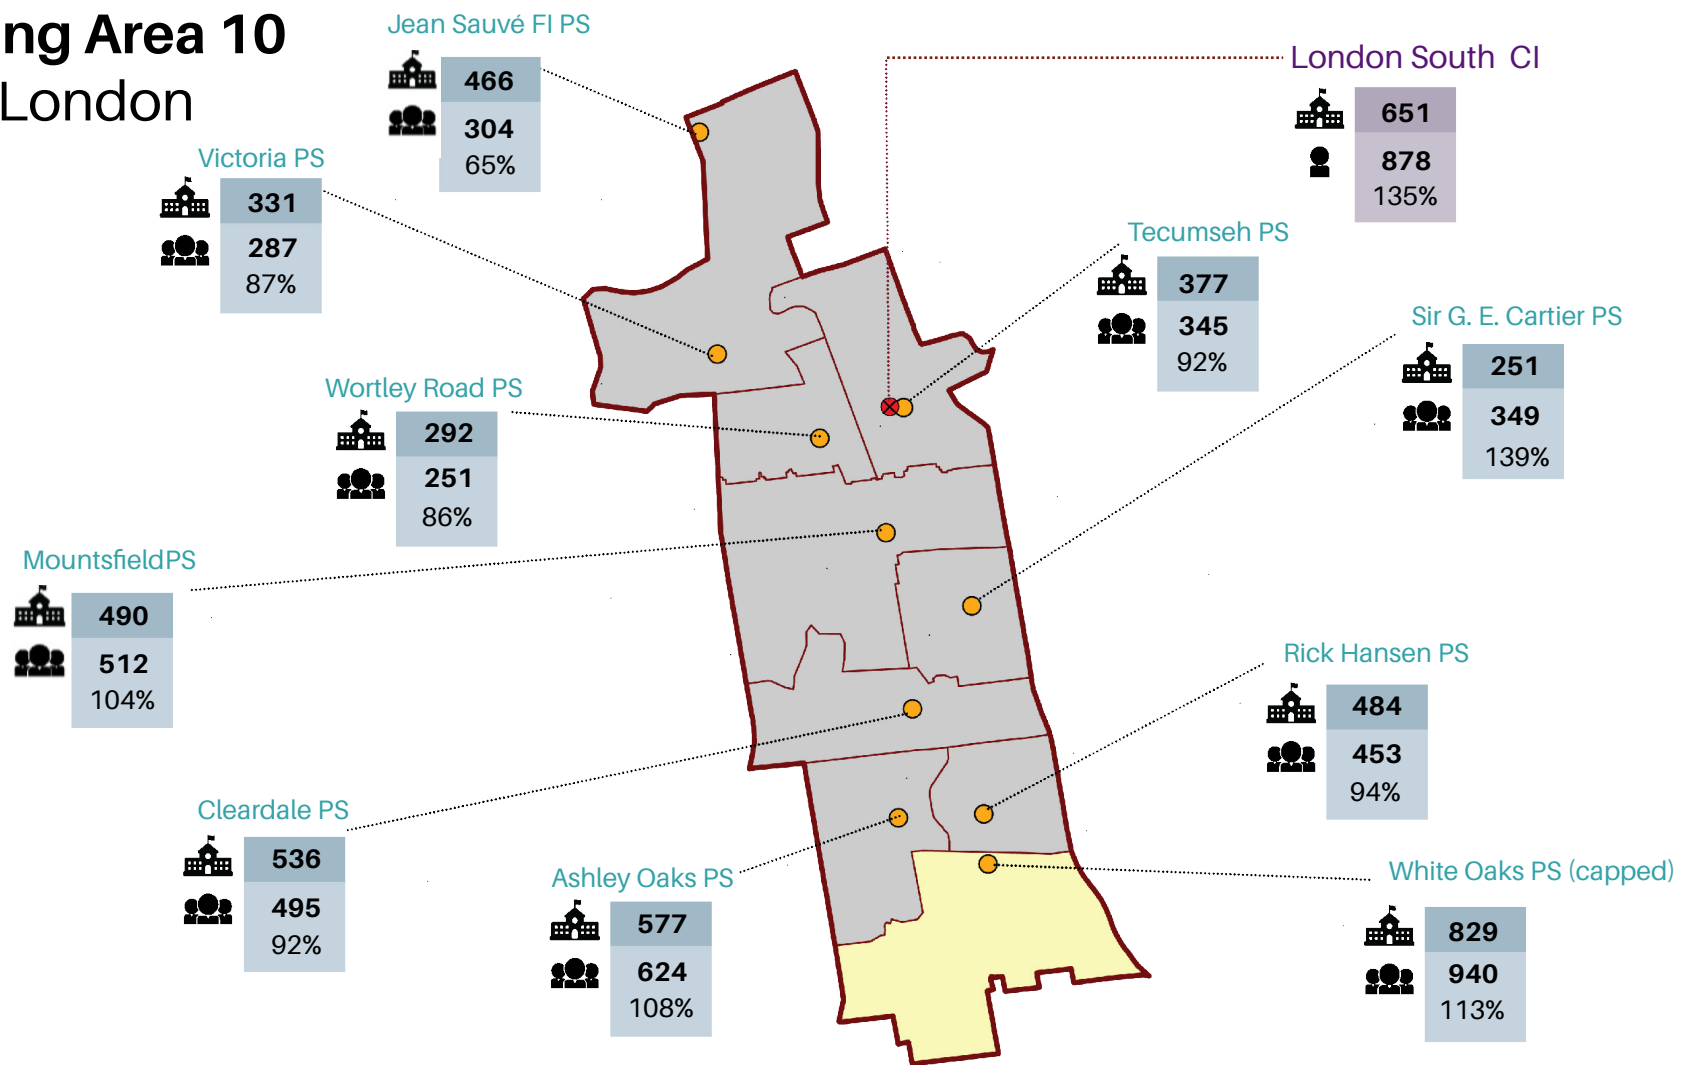 ng Area 10
London
Jean Sauvé FI PS
466
304
65%
London South CI
651
878
135%
Victoria PS
331
287
87%
Tecumseh PS
377
345
92%
Sir G. E. Cartier PS
251
349
139%
Wortley Road PS
292
251
86%
Mountsfield PS
490
512
104%
Rick Hansen PS
484
453
94%
Cleardale PS
536
495
92%
Ashley Oaks PS
577
624
108%
White Oaks PS (capped)
829
940
113%